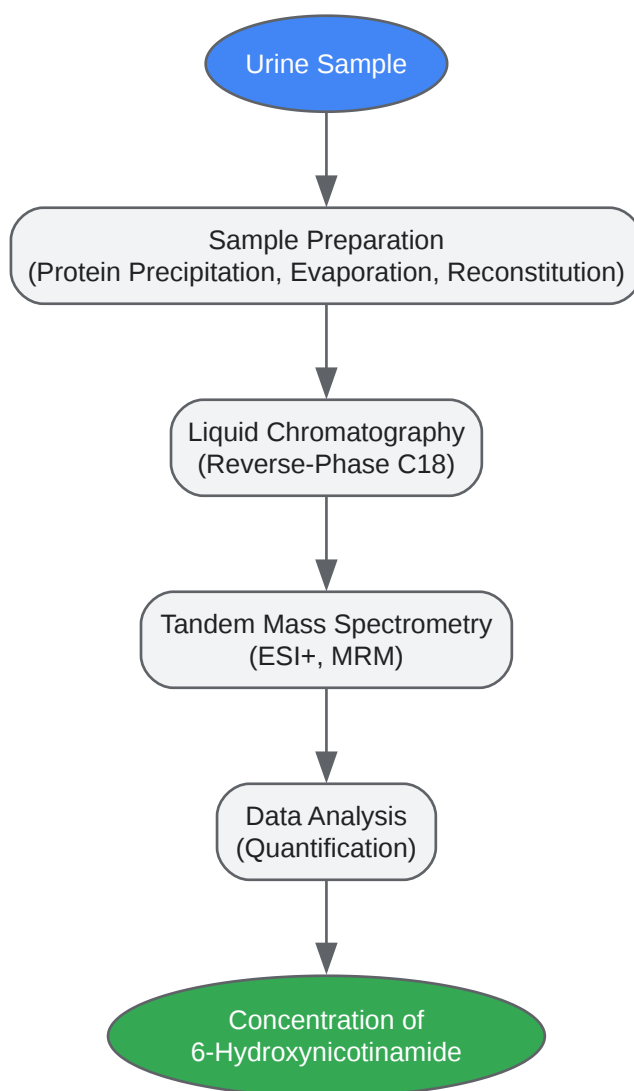 Urine Sample
Sample Preparation
(Protein Precipitation, Evaporation, Reconstitution)
Liquid Chromatography
(Reverse-Phase C18)
Tandem Mass Spectrometry
(ESI+, MRM)
Data Analysis
(Quantification)
Concentration of
6-Hydroxynicotinamide